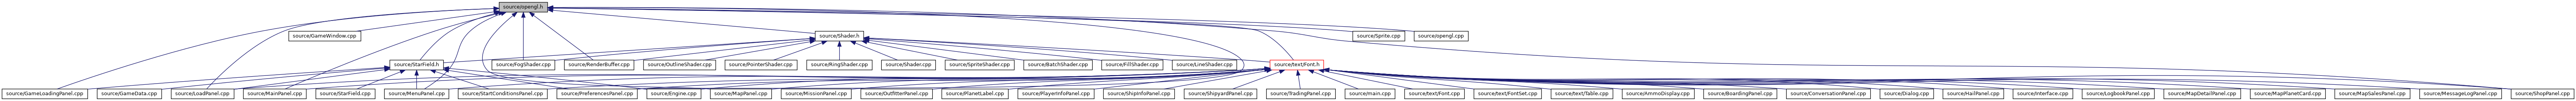 source/opengl.h
source/GameWindow.cpp
source/Shader.h
source/Sprite.cpp
source/opengl.cpp
source/StarField.h
source/FogShader.cpp
source/RenderBuffer.cpp
source/OutlineShader.cpp
source/PointerShader.cpp
source/RingShader.cpp
source/Shader.cpp
source/SpriteShader.cpp
source/BatchShader.cpp
source/FillShader.cpp
source/LineShader.cpp
source/text/Font.h
source/GameLoadingPanel.cpp
source/GameData.cpp
source/LoadPanel.cpp
source/MainPanel.cpp
source/StarField.cpp
source/MenuPanel.cpp
source/StartConditionsPanel.cpp
source/PreferencesPanel.cpp
source/Engine.cpp
source/MapPanel.cpp
source/MissionPanel.cpp
source/OutfitterPanel.cpp
source/PlanetLabel.cpp
source/PlayerInfoPanel.cpp
source/ShipInfoPanel.cpp
source/ShipyardPanel.cpp
source/TradingPanel.cpp
source/main.cpp
source/text/Font.cpp
source/text/FontSet.cpp
source/text/Table.cpp
source/AmmoDisplay.cpp
source/BoardingPanel.cpp
source/ConversationPanel.cpp
source/Dialog.cpp
source/HailPanel.cpp
source/Interface.cpp
source/LogbookPanel.cpp
source/MapDetailPanel.cpp
source/MapPlanetCard.cpp
source/MapSalesPanel.cpp
source/MessageLogPanel.cpp
source/ShopPanel.cpp